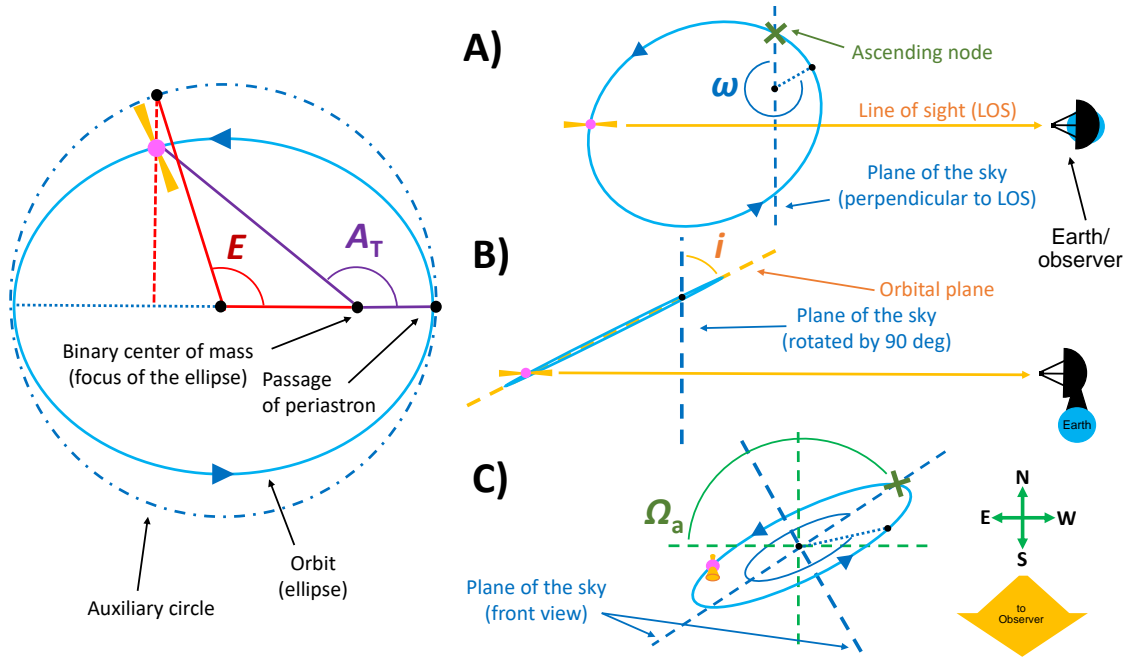 E
A_T
Binary center of mass
(focus of the ellipse)
Passage
of periastron
Orbit
(ellipse)
Auxiliary circle
A)
ω
Ascending node
Line of sight (LOS)
Plane of the sky
(perpendicular to LOS)
Earth/
observer
B)
i
Orbital plane
Plane of the sky
(rotated by 90 deg)
Earth
C)
Ω_a
Plane of the sky
(front view)
N
E
W
S
to
Observer